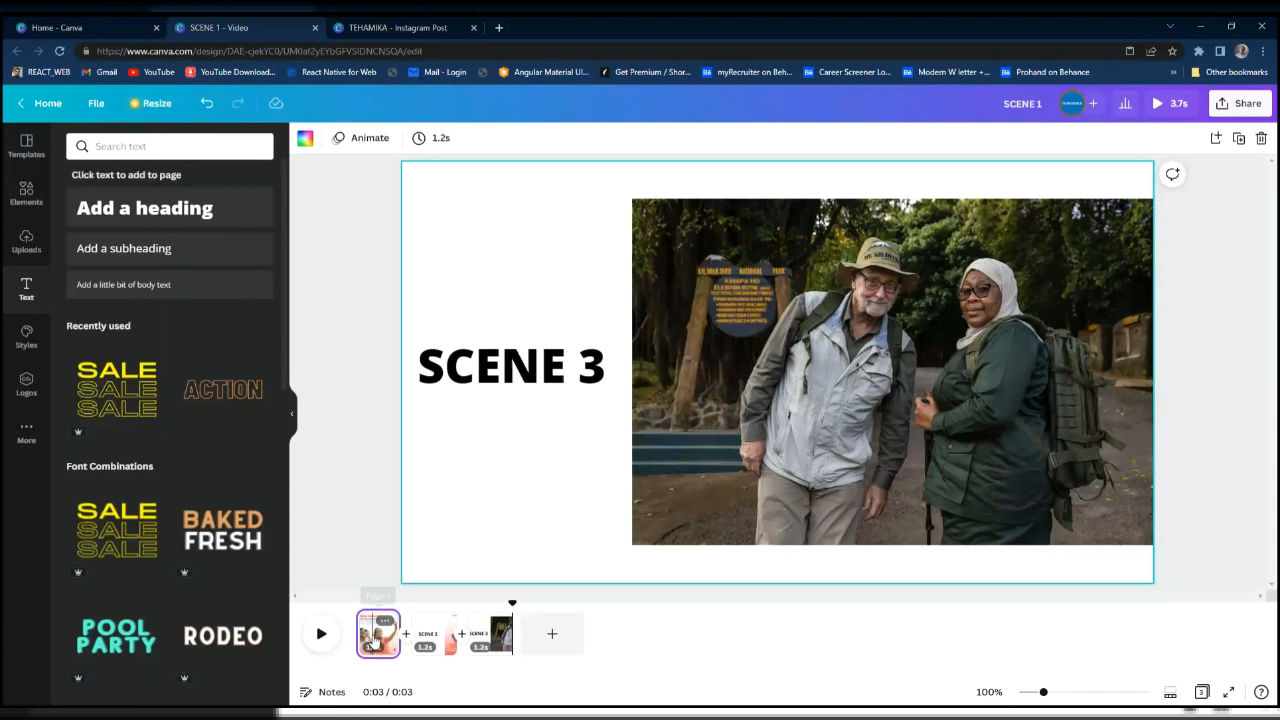 Home - Canva
SCENE 1 - Video
TEHAMIKA - Instagram Post
https://www.canva.com/design/DAE-cjekYC0/UM0af2yEYbGFVSIDNCNSQA/edit
REACT_WEB
Gmail
YouTube
YouTube Download...
React Native for Web
Mail - Login
Angular Material UI...
Get Premium / Shor...
myRecruiter on Beh...
Career Screener Lo...
Modern W letter +...
Prohand on Behance
Other bookmarks
Home
File
Resize
SCENE 1
3.7s
Share
Templates
Elements
Uploads
Text
Styles
Logos
More
Search text
Click text to add to page
Add a heading
Add a subheading
Add a little bit of body text
Recently used
SALE
SALE
SALE
ACTION
Font Combinations
SALE
SALE
SALE
BAKED
FRESH
POOL
PARTY
RODEO
Animate
1.2s
SCENE 3
Page 1
1.2s
1.2s
Notes
0:03 / 0:03
100%
3